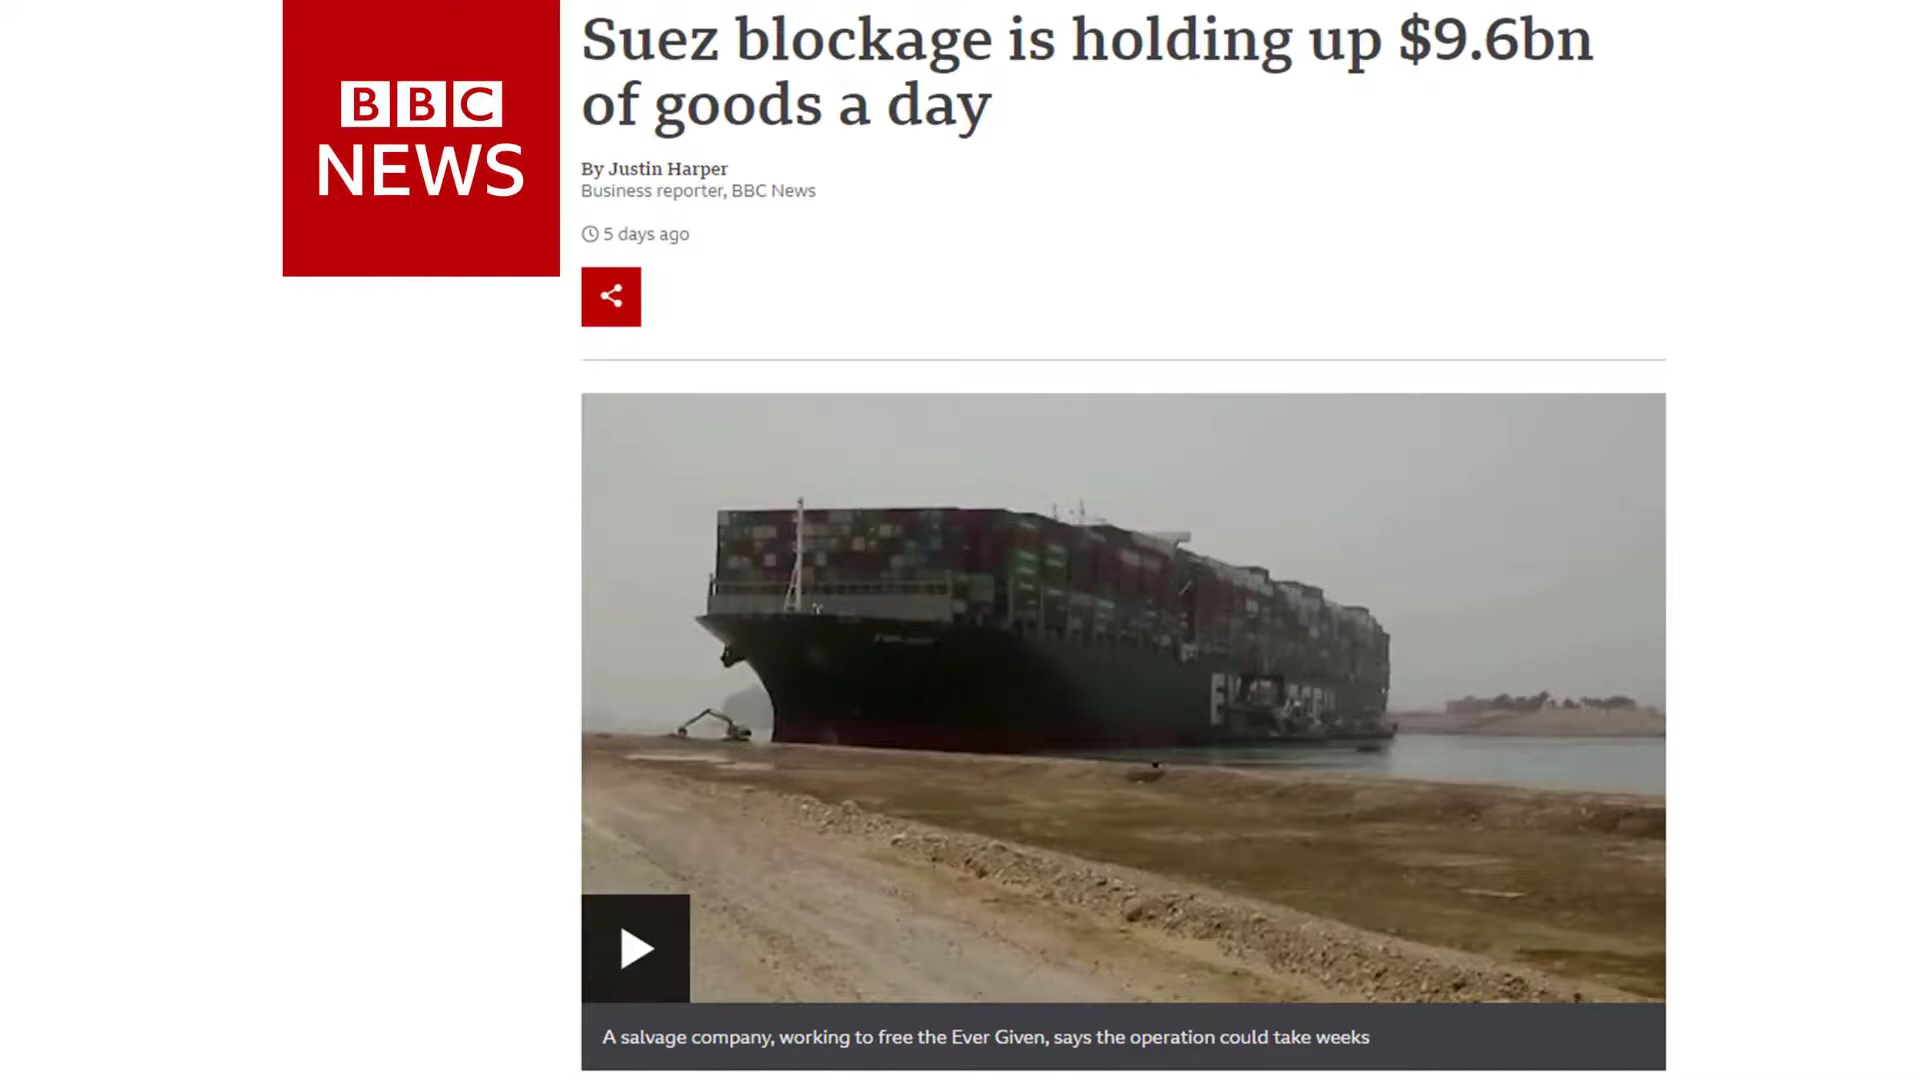 BBC
NEWS
Suez blockage is holding up $9.6bn
of goods a day
By Justin Harper
Business reporter, BBC News
5 days ago
A salvage company, working to free the Ever Given, says the operation could take weeks